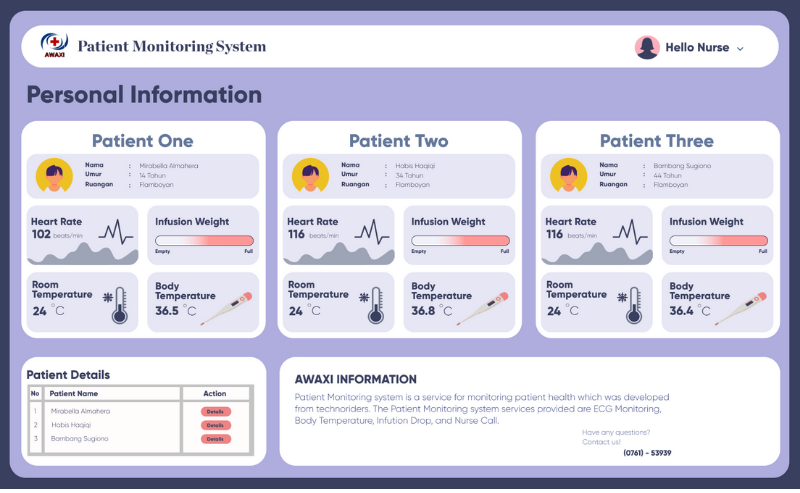 AWAXI
Patient Monitoring System
Hello Nurse
Personal Information
Patient One
Nama : Mirabella Almahera
Umur : 14 Tahun
Ruangan : Flamboyan
Heart Rate
102 beats/min
Infusion Weight
Empty Full
Room
Temperature
24 °C
Body
Temperature
36.5 °C
Patient Two
Nama : Habis Haqiqi
Umur : 34 Tahun
Ruangan : Flamboyan
Heart Rate
116 beats/min
Infusion Weight
Empty Full
Room
Temperature
24 °C
Body
Temperature
36.8 °C
Patient Three
Nama : Bambang Sugiono
Umur : 44 Tahun
Ruangan : Flamboyan
Heart Rate
116 beats/min
Infusion Weight
Empty Full
Room
Temperature
24 °C
Body
Temperature
36.4 °C
Patient Details
No Patient Name Action
1 Mirabella Almahera Details
2 Habis Haqiqi Details
3 Bambang Sugiono Details
AWAXI INFORMATION
Patient Monitoring system is a service for monitoring patient health which was developed
from technoriders. The Patient Monitoring system services provided are ECG Monitoring,
Body Temperature, Infution Drop, and Nurse Call.
Have any questions?
Contact us!
(0761) - 53939